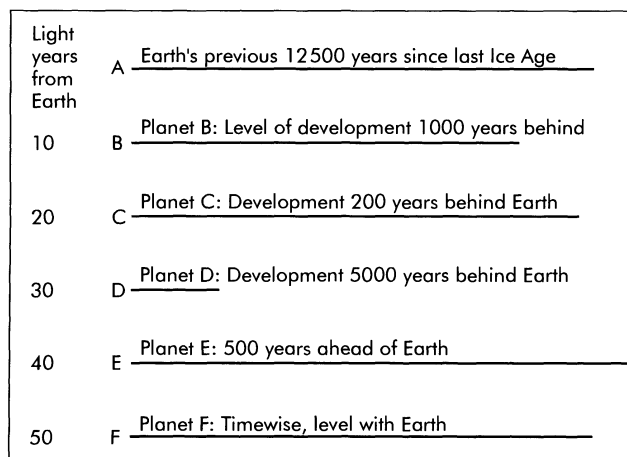 Light
years
from
Earth
A Earth's previous 12500 years since last Ice Age
10 B Planet B: Level of development 1000 years behind
20 C Planet C: Development 200 years behind Earth
30 D Planet D: Development 5000 years behind Earth
40 E Planet E: 500 years ahead of Earth
50 F Planet F: Timewise, level with Earth